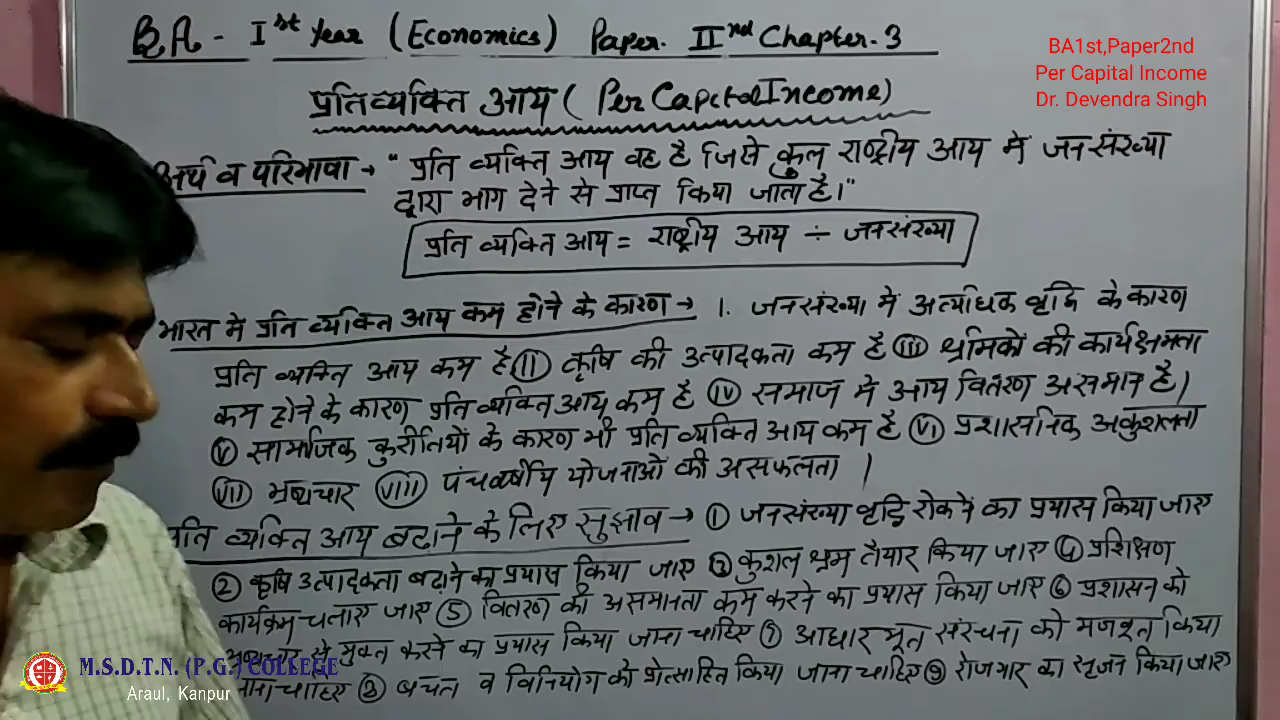 BA - Ist Year (Economics) Paper. IInd Chapter. 3
BA1st,Paper2nd
Per Capital Income
Dr. Devendra Singh
प्रति व्यक्ति आय ( Per Capital Income)
अर्थ व परिभाषा → " प्रति व्यक्ति आय वह है जिसे कुल राष्ट्रीय आय में जनसंख्या
द्वारा भाग देने से प्राप्त किया जाता है।"
प्रति व्यक्ति आय = राष्ट्रीय आय ÷ जनसंख्या
भारत मे प्रति व्यक्ति आय कम होने के कारण → 1. जनसंख्या मे अत्यधिक वृद्धि के कारण
प्रति व्यक्ति आय कम है (II) कृषि की उत्पादकता कम है (III) श्रमिकों की कार्यक्षमता
कम होने के कारण प्रति व्यक्ति आय कम है (IV) समाज मे आय वितरण असमान है।
(V) सामाजिक कुरीतियों के कारण भी प्रति व्यक्ति आय कम है (VI) प्रशासनिक अकुशलता
(VII) (VIII) पंचवर्षीय योजनाओं की असफलता ।
प्रति व्यक्ति आय बढाने के लिए सुझाव → (1) जनसंख्या वृद्धि रोकने का प्रयास किया जाए
(2) कृषि उत्पादकता बढाने का प्रयास किया जाए (3) कुशल श्रम तैयार किया जाए (4) प्रशिक्षण
कार्यक्रम चलाए जाए (5) वितरण की असमानता कम करने का प्रयास किया जाए (6) प्रशासन को
से मुक्त करने का प्रयास किया जाना चाहिए (7) आधारभूत संरचना को मजबूत किया
जाना चाहिए (8) बचत व विनियोग को प्रोत्साहित किया जाना चाहिए (9) रोजगार का सृजन किया जाए
M.S.D.T.N. (P.G.) COLLEGE
Araul, Kanpur